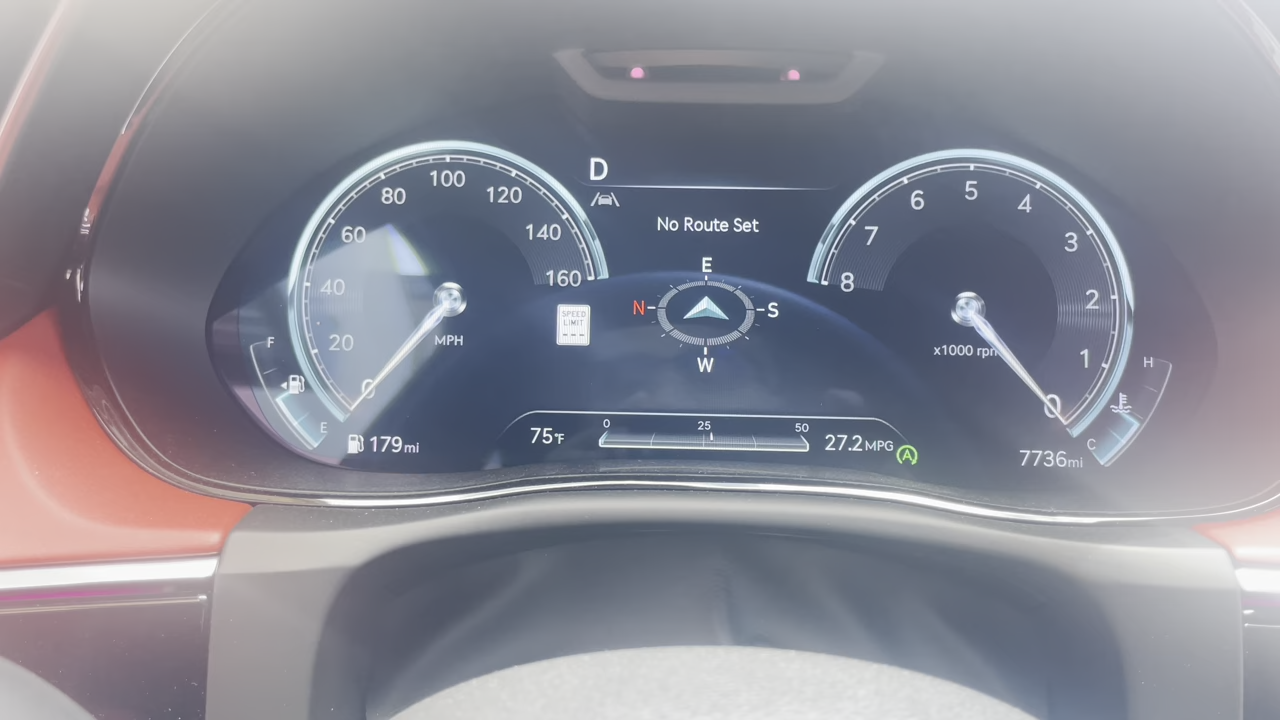 D
No Route Set
0 20 40 60 80 100 120 140 160
MPH
SPEED
LIMIT
---
E
N S
W
8 7 6 5 4 3 2 1 0
x1000 rpm
F
E
179mi
75°F
0 25 50
27.2 MPG
A
H
C
7736mi